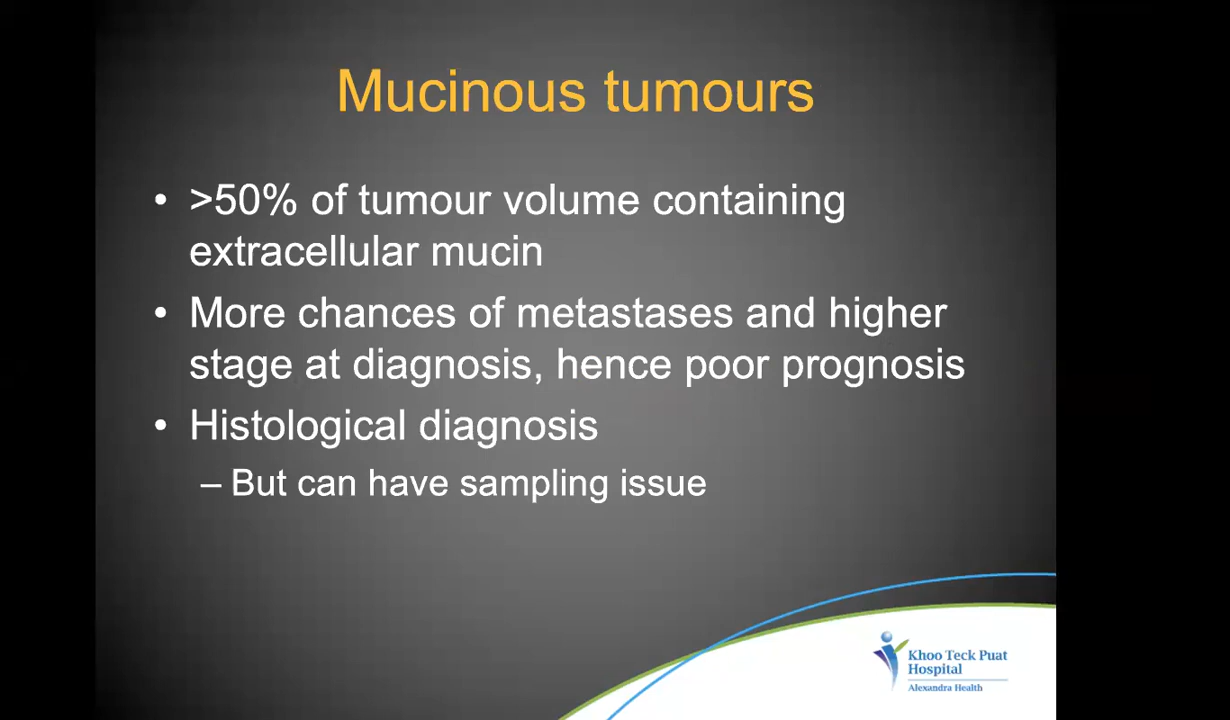 Mucinous tumours
• >50% of tumour volume containing
extracellular mucin
• More chances of metastases and higher
stage at diagnosis, hence poor prognosis
• Histological diagnosis
– But can have sampling issue
Khoo Teck Puat
Hospital
Alexandra Health